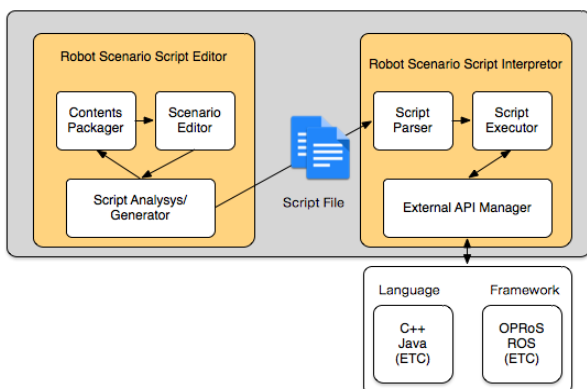 Robot Scenario Script Editor
Contents
Packager
Scenario
Editor
Script Analysys/
Generator
Script File
Robot Scenario Script Interpretor
Script
Parser
Script
Executor
External API Manager
Language
Framework
C++
Java
(ETC)
OPRoS
ROS
(ETC)